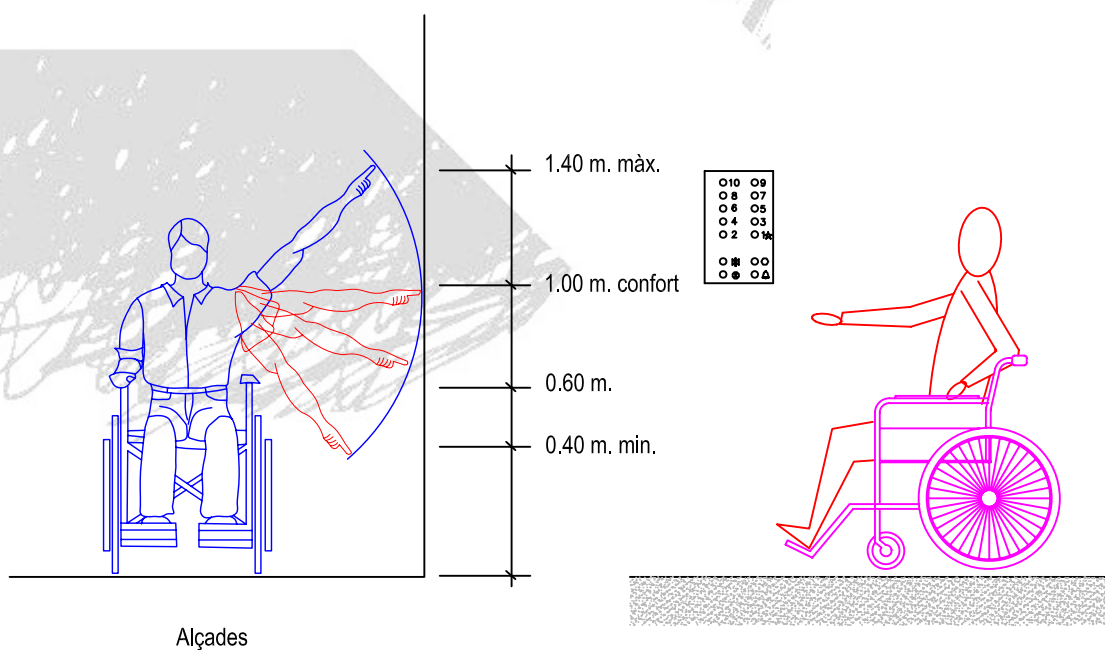 1.40 m. màx.
10 9
8 7
6 5
4 3
2 1
1.00 m. confort
0.60 m.
0.40 m. min.
Alçades